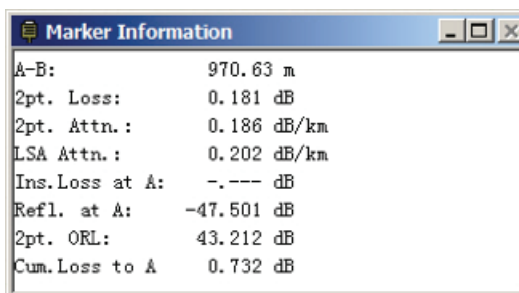 Marker Information
A-B: 970.63 m
2pt. Loss: 0.181 dB
2pt. Attn.: 0.186 dB/km
LSA Attn.: 0.202 dB/km
Ins.Loss at A: -.--- dB
Refl. at A: -47.501 dB
2pt. ORL: 43.212 dB
Cum.Loss to A 0.732 dB